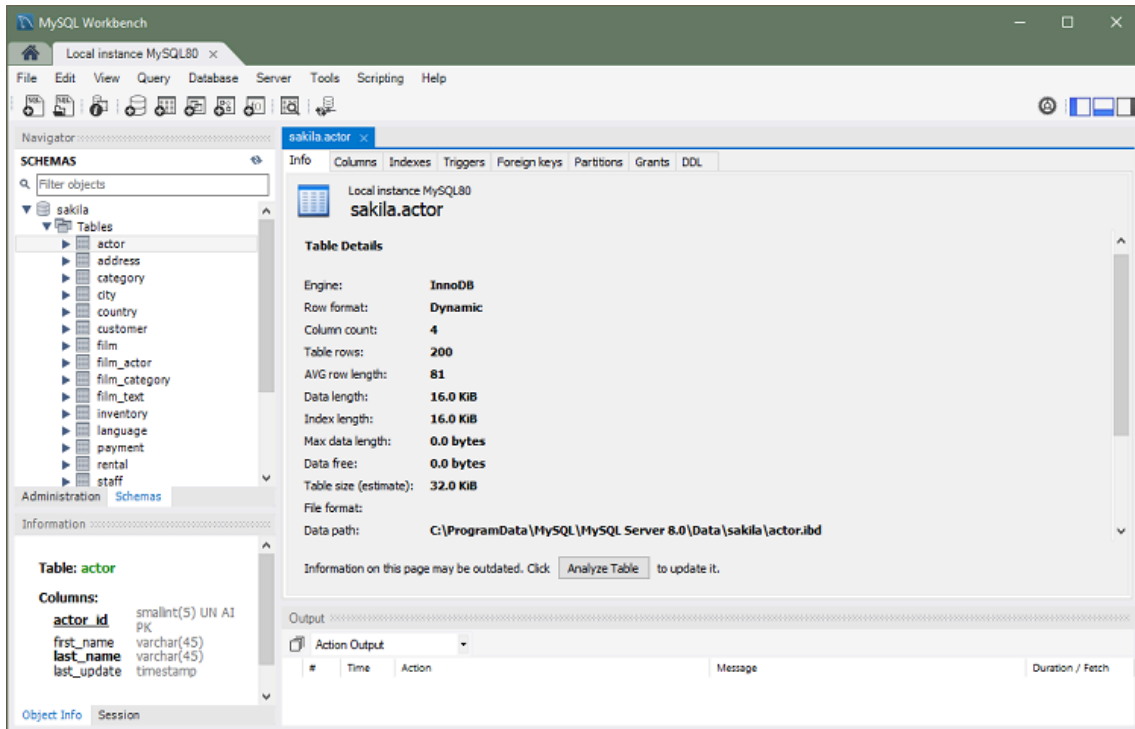 MySQL Workbench
Local instance MySQL80
File Edit View Query Database Server Tools Scripting Help
Navigator
SCHEMAS
Filter objects
sakila
Tables
actor
address
category
city
country
customer
film
film_actor
film_category
film_text
inventory
language
payment
rental
staff
Administration Schemas
Information
Table: actor
Columns:
actor_id smallint(5) UN AI
PK
first_name varchar(45)
last_name varchar(45)
last_update timestamp
Object Info Session
sakila.actor
Info Columns Indexes Triggers Foreign keys Partitions Grants DDL
Local instance MySQL80
sakila.actor
Table Details
Engine: InnoDB
Row format: Dynamic
Column count: 4
Table rows: 200
AVG row length: 81
Data length: 16.0 KiB
Index length: 16.0 KiB
Max data length: 0.0 bytes
Data free: 0.0 bytes
Table size (estimate): 32.0 KiB
File format:
Data path: C:\ProgramData\MySQL\MySQL Server 8.0\Data\sakila\actor.ibd
Information on this page may be outdated. Click Analyze Table to update it.
Output
Action Output
# Time Action Message Duration / Fetch